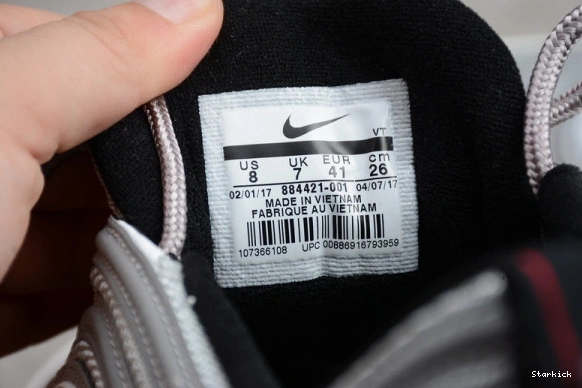 VT
US UK EUR cm
8 7 41 26
02/01/17 884421-001 04/07/17
MADE IN VIETNAM
FABRIQUE AU VIETNAM
107366108 UPC 00886916793959
Starkick